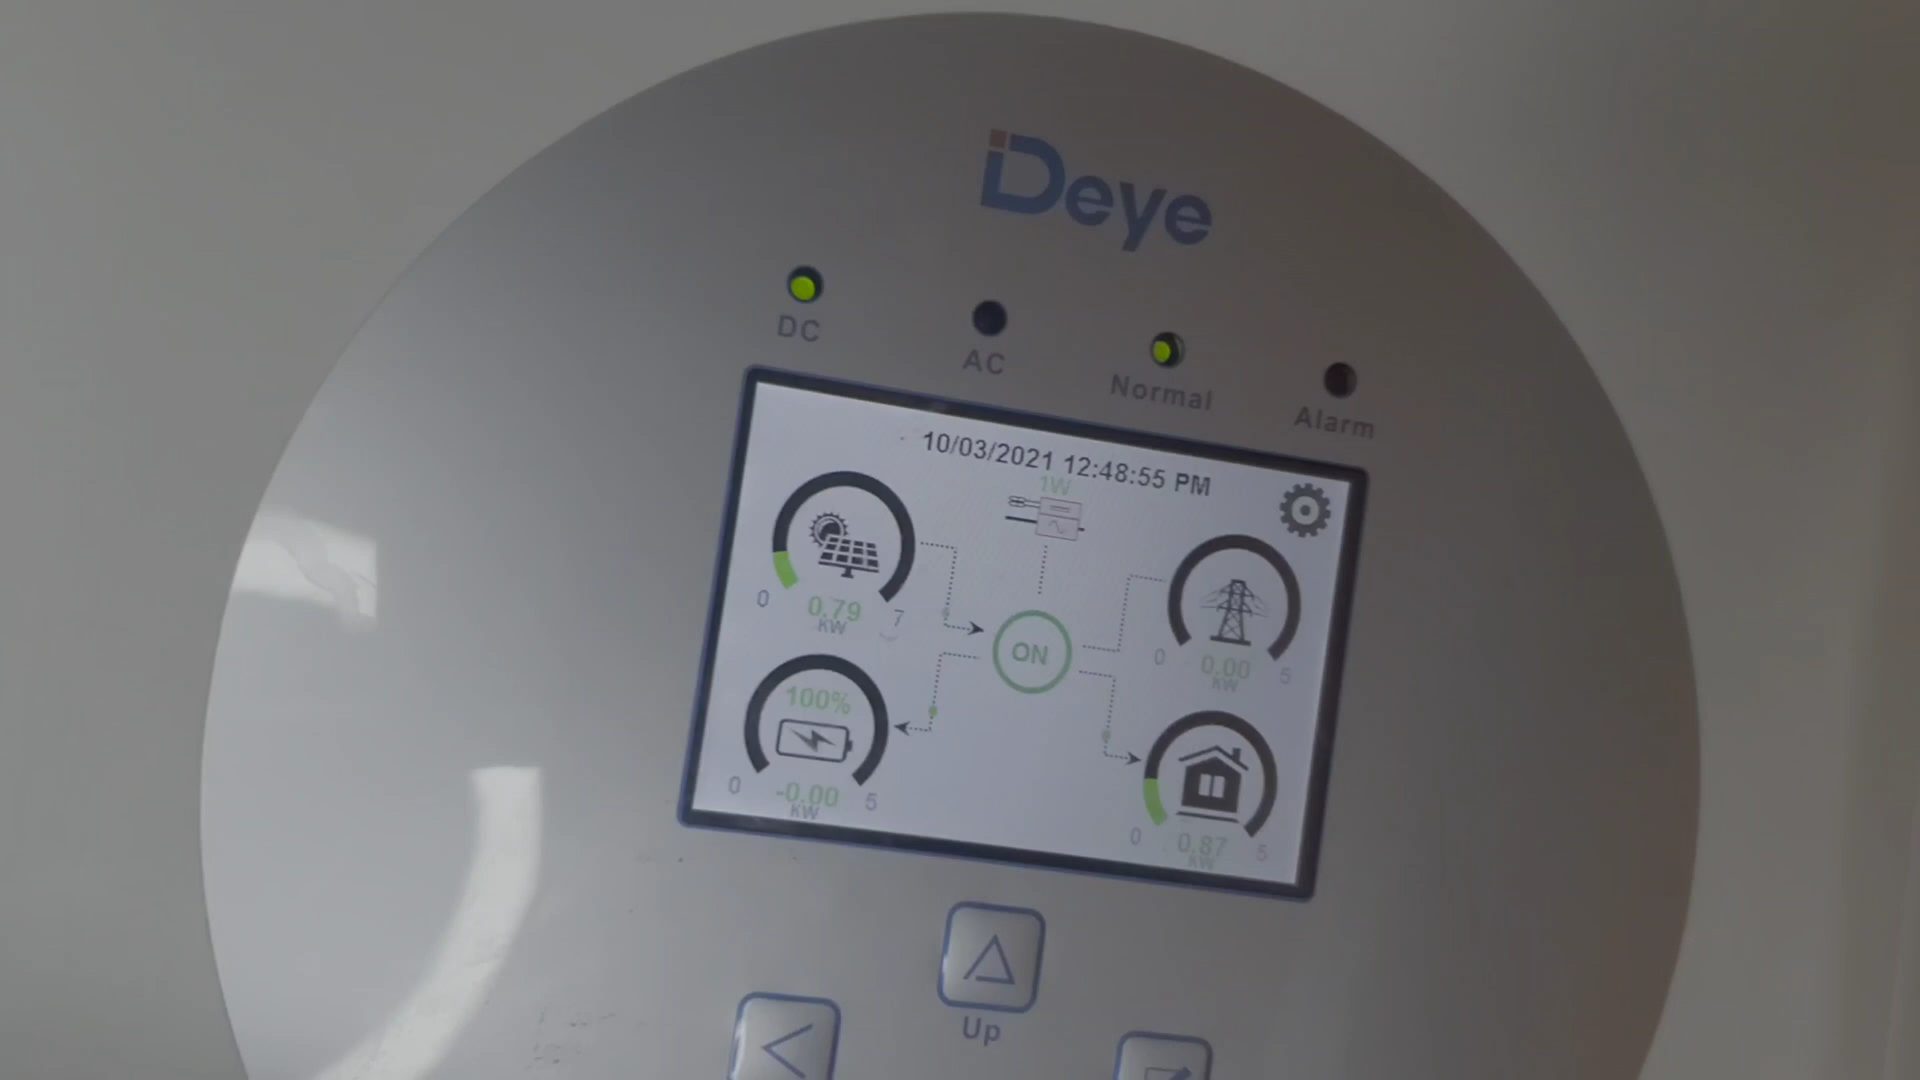 Deye
DC
AC
Normal
Alarm
10/03/2021 12:48:55 PM
1W
0 0.79 7
kW
0 0.00 5
kW
ON
100%
0 -0.00 5
kW
0 0.87 5
kW
Up